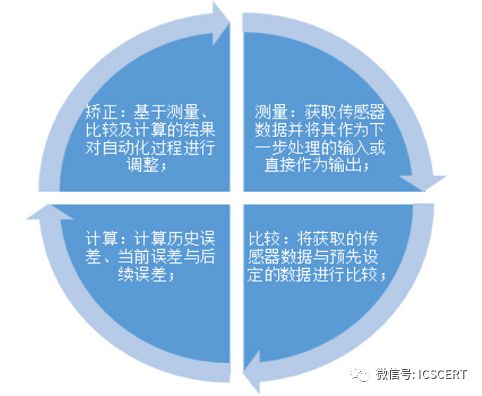 矫正：基于测量、
比较及计算的结果
对自动化过程进行
调整；
测量：获取传感器
数据并将其作为下
一步处理的输入或
直接作为输出；
计算：计算历史误
差、当前误差与后
续误差；
比较：将获取的传
感器数据与预先设
定的数据进行比较；
微信号: ICSCERT